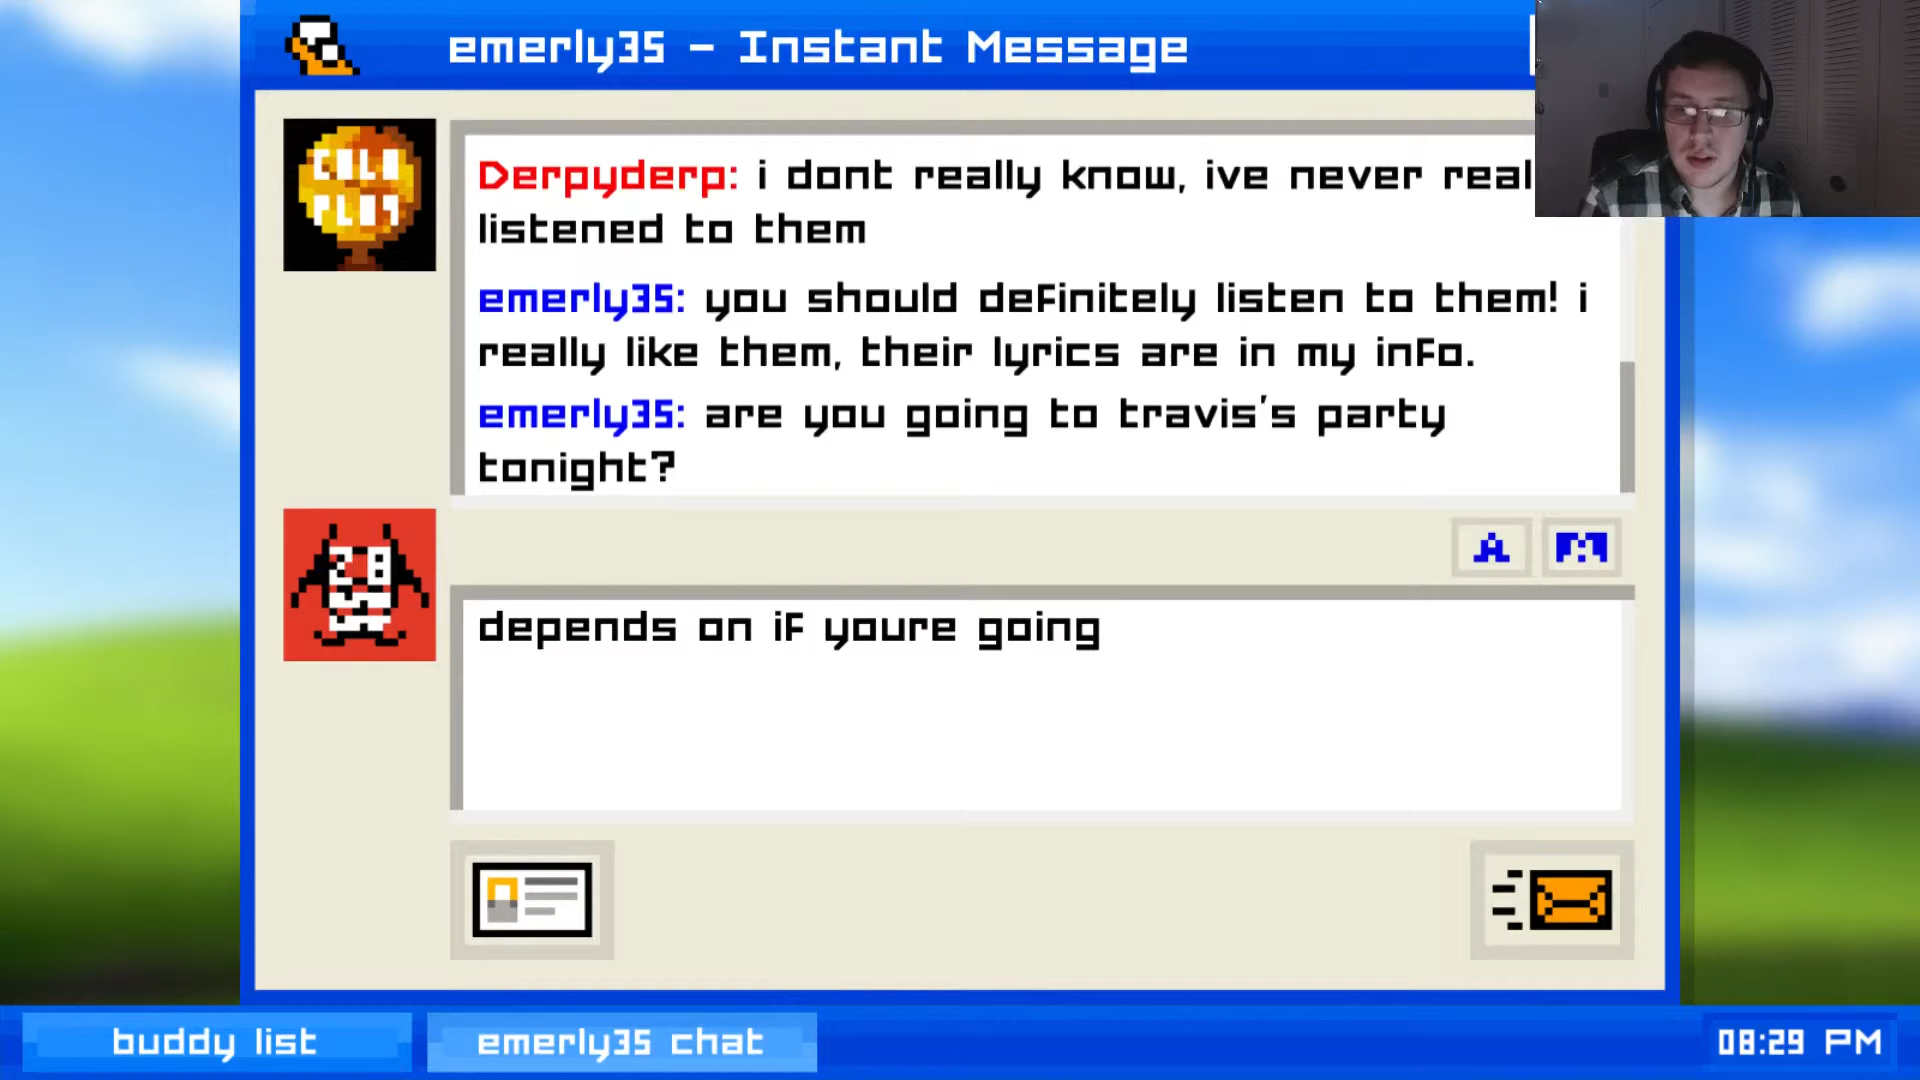 emerly35 - Instant Message
COLD
PLAY
Derpyderp: i dont really know, ive never real
listened to them
emerly35: you should definitely listen to them! i
really like them, their lyrics are in my info.
emerly35: are you going to travis's party
tonight?
A
depends on if youre going
buddy list
emerly35 chat
08:29 PM